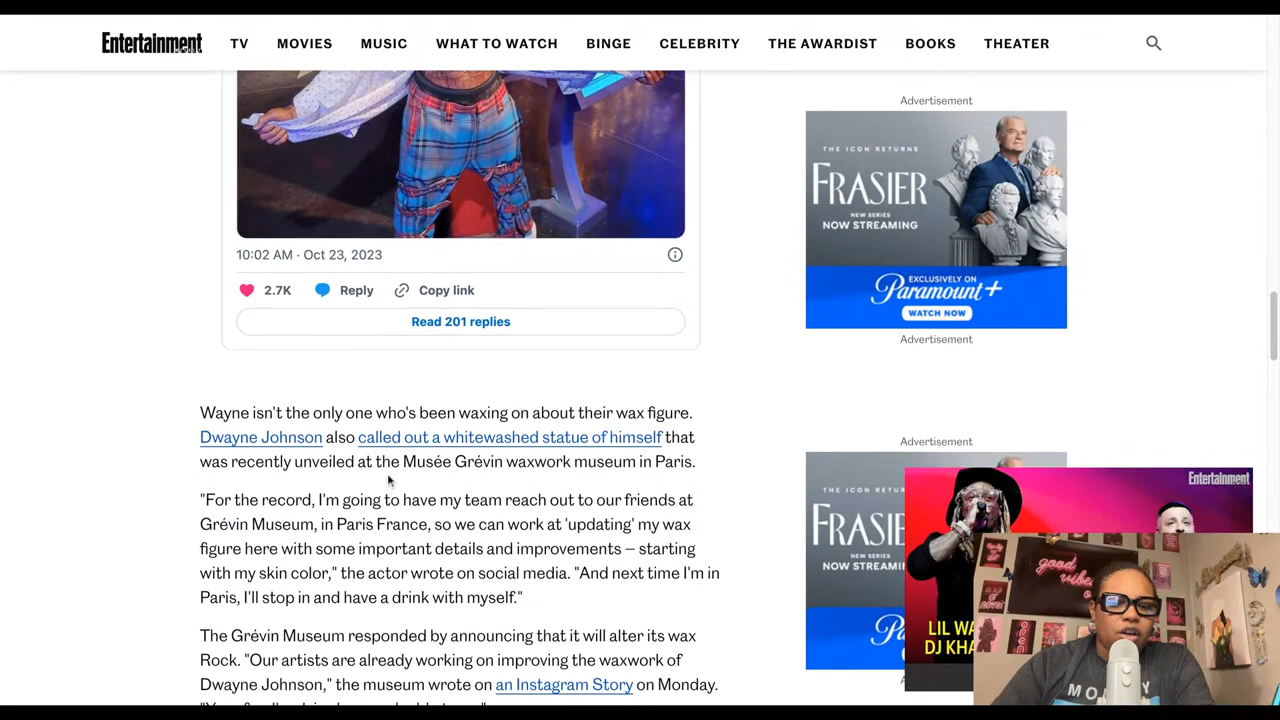 Entertainment
TV
MOVIES
MUSIC
WHAT TO WATCH
BINGE
CELEBRITY
THE AWARDIST
BOOKS
THEATER
10:02 AM · Oct 23, 2023
2.7K
Reply
Copy link
Read 201 replies
Wayne isn't the only one who's been waxing on about their wax figure.
Dwayne Johnson also called out a whitewashed statue of himself that
was recently unveiled at the Musée Grévin waxwork museum in Paris.
"For the record, I'm going to have my team reach out to our friends at
Grévin Museum, in Paris France, so we can work at 'updating' my wax
figure here with some important details and improvements — starting
with my skin color," the actor wrote on social media. "And next time I'm in
Paris, I'll stop in and have a drink with myself."
The Grévin Museum responded by announcing that it will alter its wax
Rock. "Our artists are already working on improving the waxwork of
Dwayne Johnson," the museum wrote on an Instagram Story on Monday.
Advertisement
THE ICON RETURNS
FRASIER
NEW SERIES
NOW STREAMING
EXCLUSIVELY ON
Paramount+
WATCH NOW
Advertisement
Advertisement
THE ICON
FRAS
NEW SERIES
NOW STREAMIN
Entertainment
LIL WA
DJ KHA
good
vibes
OPEN